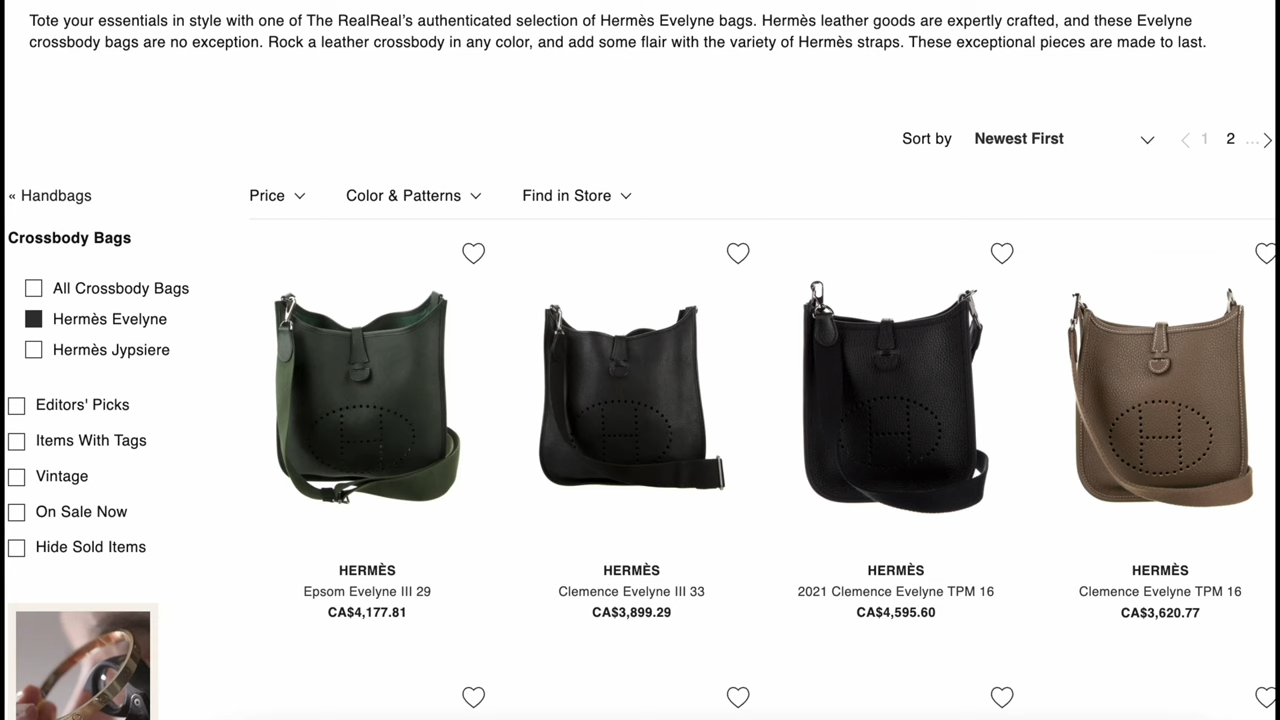 Tote your essentials in style with one of The RealReal's authenticated selection of Hermès Evelyne bags. Hermès leather goods are expertly crafted, and these Evelyne
crossbody bags are no exception. Rock a leather crossbody in any color, and add some flair with the variety of Hermès straps. These exceptional pieces are made to last.
Sort by Newest First 1 2 ...
« Handbags
Price Color & Patterns Find in Store
Crossbody Bags
All Crossbody Bags
Hermès Evelyne
Hermès Jypsiere
Editors' Picks
Items With Tags
Vintage
On Sale Now
Hide Sold Items
HERMÈS
Epsom Evelyne III 29
CA$4,177.81
HERMÈS
Clemence Evelyne III 33
CA$3,899.29
HERMÈS
2021 Clemence Evelyne TPM 16
CA$4,595.60
HERMÈS
Clemence Evelyne TPM 16
CA$3,620.77